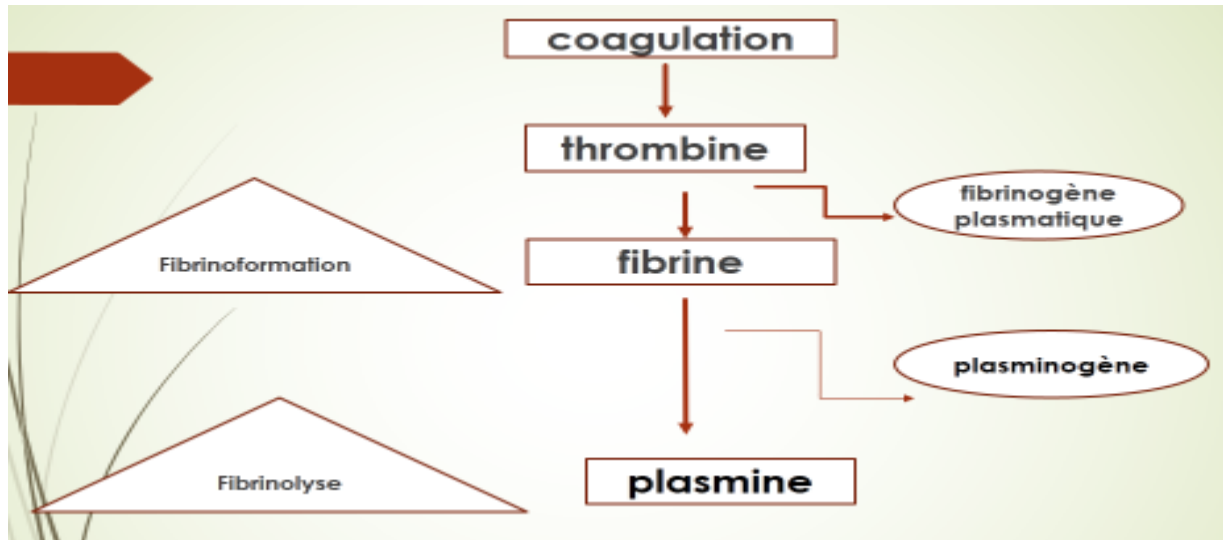 coagulation
thrombine
fibrinogène
plasmatique
Fibrinoformation
fibrine
plasminogène
Fibrinolyse
plasmine